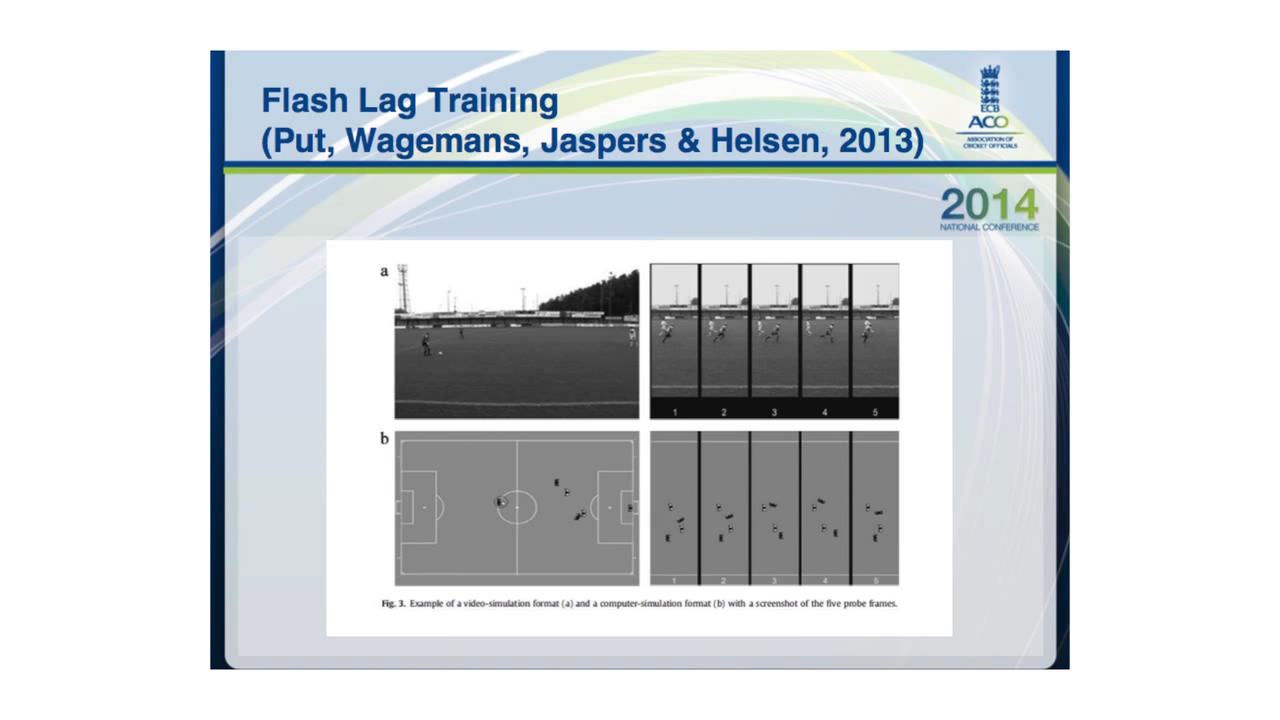 Flash Lag Training
(Put, Wagemans, Jaspers & Helsen, 2013)
ECB
ACO
ASSOCIATION OF
CRICKET OFFICIALS
2014
NATIONAL CONFERENCE
a
1 2 3 4 5
b
1 2 3 4 5
Fig. 3. Example of a video-simulation format (a) and a computer-simulation format (b) with a screenshot of the five probe frames.